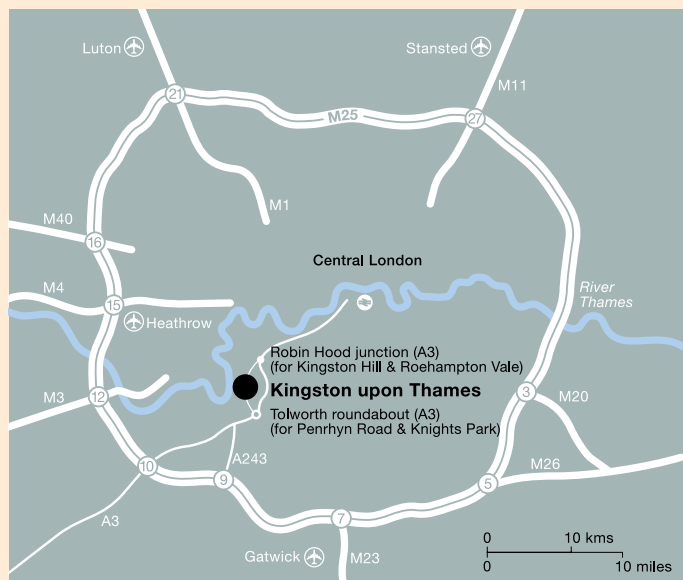 Luton
Stansted
M11
21
M25
27
M1
M40
16
Central London
M4
15
River
Thames
Heathrow
Robin Hood junction (A3)
(for Kingston Hill & Roehampton Vale)
Kingston upon Thames
M3
12
3
M20
Tolworth roundabout (A3)
(for Penrhyn Road & Knights Park)
A243
M26
10
9
5
A3
7
Gatwick
M23
0 10 kms
0 10 miles